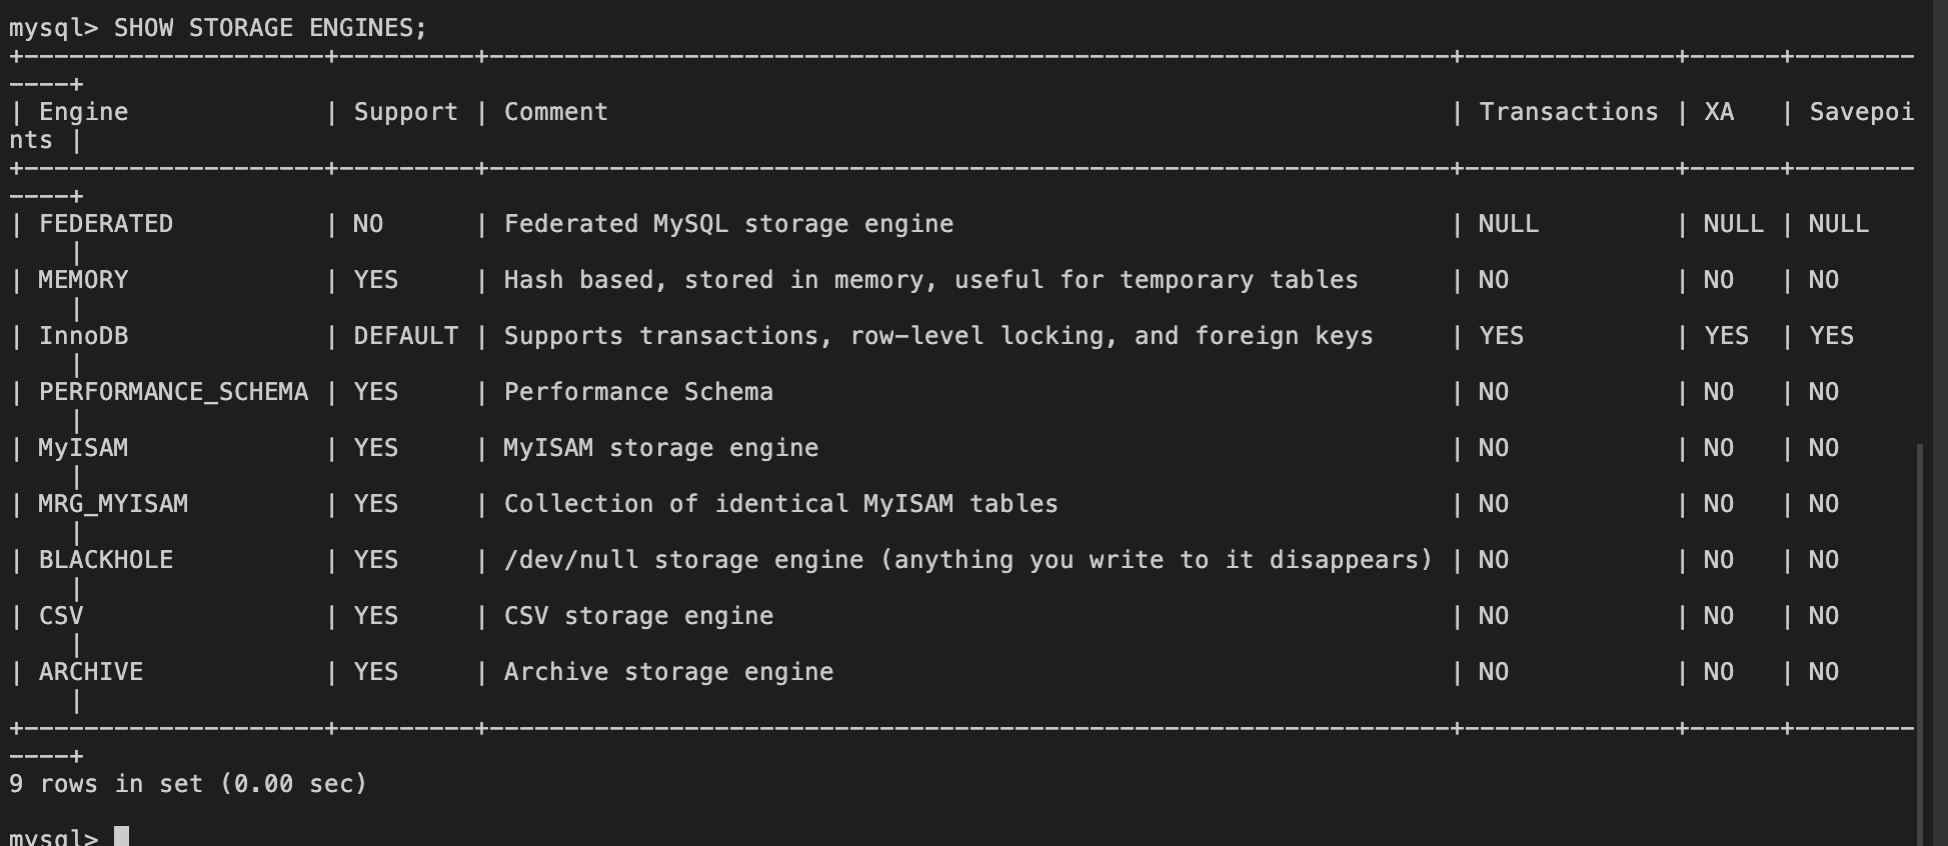 mysql> SHOW STORAGE ENGINES;
+--------------------+---------+----------------------------------------------------------------+--------------+------+--------
----+
| Engine             | Support | Comment                                                        | Transactions | XA   | Savepoi
nts |
+--------------------+---------+----------------------------------------------------------------+--------------+------+--------
----+
| FEDERATED          | NO      | Federated MySQL storage engine                                 | NULL         | NULL | NULL
    |
| MEMORY             | YES     | Hash based, stored in memory, useful for temporary tables      | NO           | NO   | NO
    |
| InnoDB             | DEFAULT | Supports transactions, row-level locking, and foreign keys     | YES          | YES  | YES
    |
| PERFORMANCE_SCHEMA | YES     | Performance Schema                                             | NO           | NO   | NO
    |
| MyISAM             | YES     | MyISAM storage engine                                          | NO           | NO   | NO
    |
| MRG_MYISAM         | YES     | Collection of identical MyISAM tables                          | NO           | NO   | NO
    |
| BLACKHOLE          | YES     | /dev/null storage engine (anything you write to it disappears) | NO           | NO   | NO
    |
| CSV                | YES     | CSV storage engine                                             | NO           | NO   | NO
    |
| ARCHIVE            | YES     | Archive storage engine                                         | NO           | NO   | NO
    |
+--------------------+---------+----------------------------------------------------------------+--------------+------+--------
----+
9 rows in set (0.00 sec)
mysql>